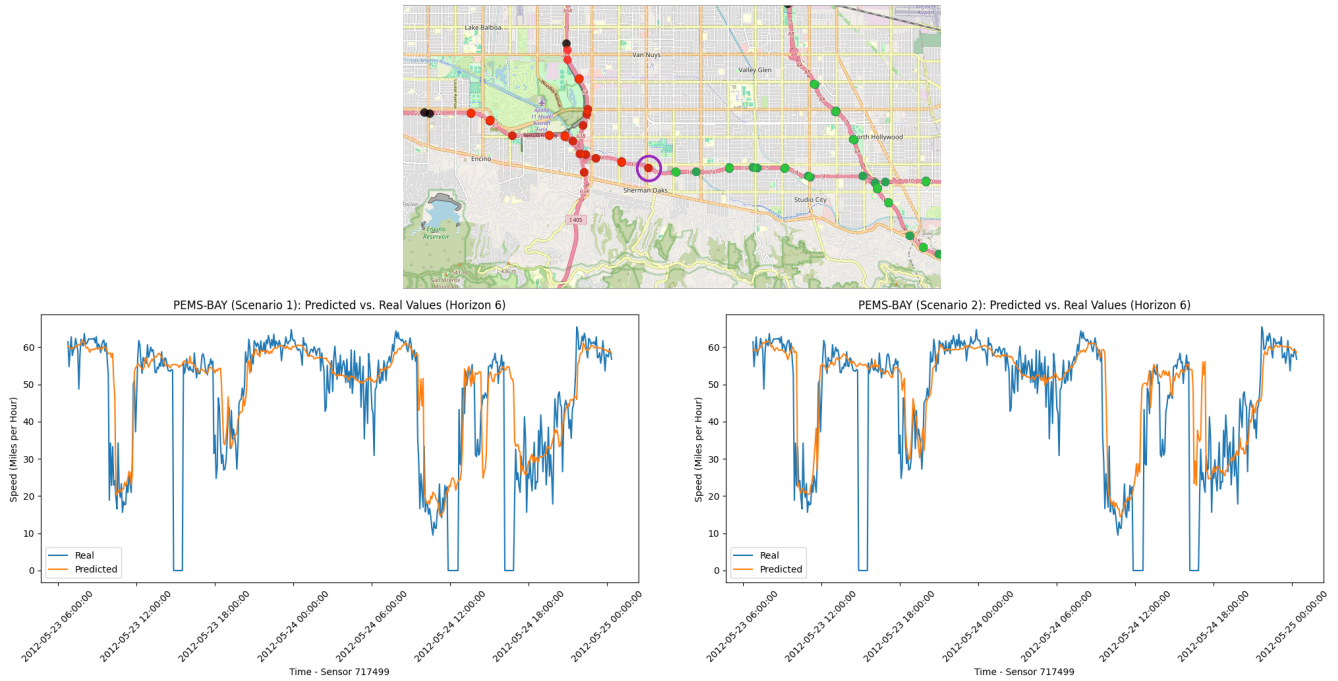 Lake Balboa
Van Nuys
Valley Glen
North Hollywood
Encino
Sherman Oaks
Studio City
I 405
Encino
Reservoir
PEMS-BAY (Scenario 1): Predicted vs. Real Values (Horizon 6)
Speed (Miles per Hour)
60
50
40
30
20
10
0
Real
Predicted
2012-05-23 06:00:00
2012-05-23 12:00:00
2012-05-23 18:00:00
2012-05-24 00:00:00
2012-05-24 06:00:00
2012-05-24 12:00:00
2012-05-24 18:00:00
2012-05-25 00:00:00
Time - Sensor 717499
PEMS-BAY (Scenario 2): Predicted vs. Real Values (Horizon 6)
Speed (Miles per Hour)
60
50
40
30
20
10
0
Real
Predicted
2012-05-23 06:00:00
2012-05-23 12:00:00
2012-05-23 18:00:00
2012-05-24 00:00:00
2012-05-24 06:00:00
2012-05-24 12:00:00
2012-05-24 18:00:00
2012-05-25 00:00:00
Time - Sensor 717499